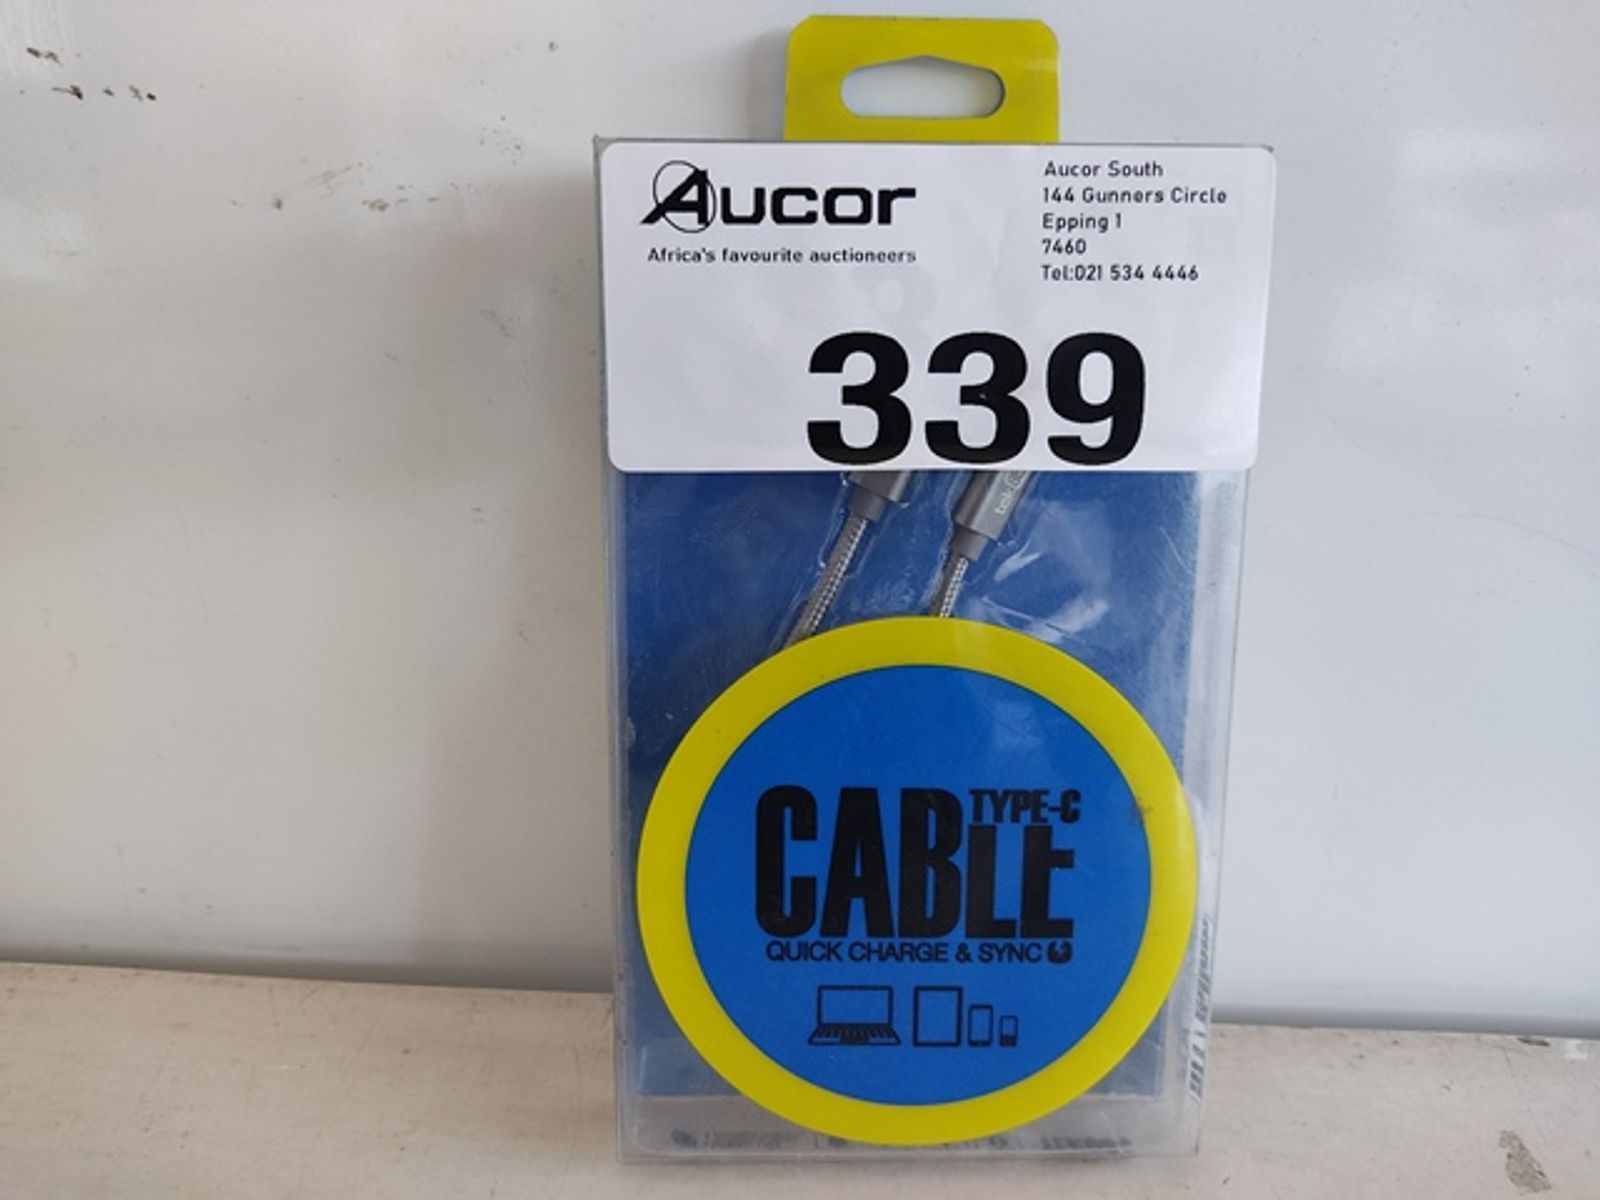 Aucor
Africa's favourite auctioneers
Aucor South
144 Gunners Circle
Epping 1
7460
Tel:021 534 4446
339
TYPE-C
CABLE
QUICK CHARGE & SYNC